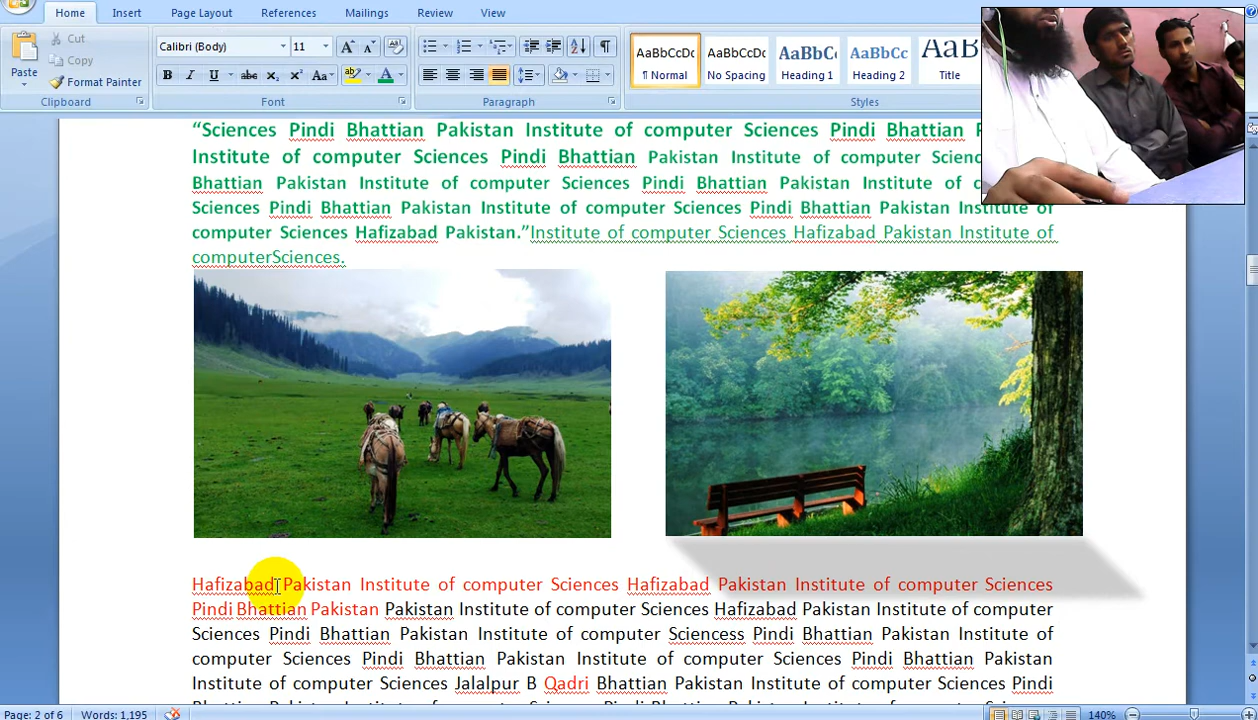 Home Insert Page Layout References Mailings Review View
Paste
Cut
Copy
Format Painter
Clipboard
Calibri (Body) 11
B I U abc x₂ x² Aa ab A
Font
Paragraph
AaBbCcDc AaBbCcDc AaBbC AaBbCc AaB
¶ Normal No Spacing Heading 1 Heading 2 Title
Styles
“Sciences Pindi Bhattian Pakistan Institute of computer Sciences Pindi Bhattian
Institute of computer Sciences Pindi Bhattian Pakistan Institute of computer
Bhattian Pakistan Institute of computer Sciences Pindi Bhattian Pakistan Institute of
Sciences Pindi Bhattian Pakistan Institute of computer Sciences Pindi Bhattian Pakistan Institute of
computer Sciences Hafizabad Pakistan.”Institute of computer Sciences Hafizabad Pakistan Institute of
computerSciences.
Hafizabad Pakistan Institute of computer Sciences Hafizabad Pakistan Institute of computer Sciences
Pindi Bhattian Pakistan Pakistan Institute of computer Sciences Hafizabad Pakistan Institute of computer
Sciences Pindi Bhattian Pakistan Institute of computer Sciencess Pindi Bhattian Pakistan Institute of
computer Sciences Pindi Bhattian Pakistan Institute of computer Sciences Pindi Bhattian Pakistan
Institute of computer Sciences Jalalpur B Qadri Bhattian Pakistan Institute of computer Sciences Pindi
Page: 2 of 6 Words: 1,195 140%